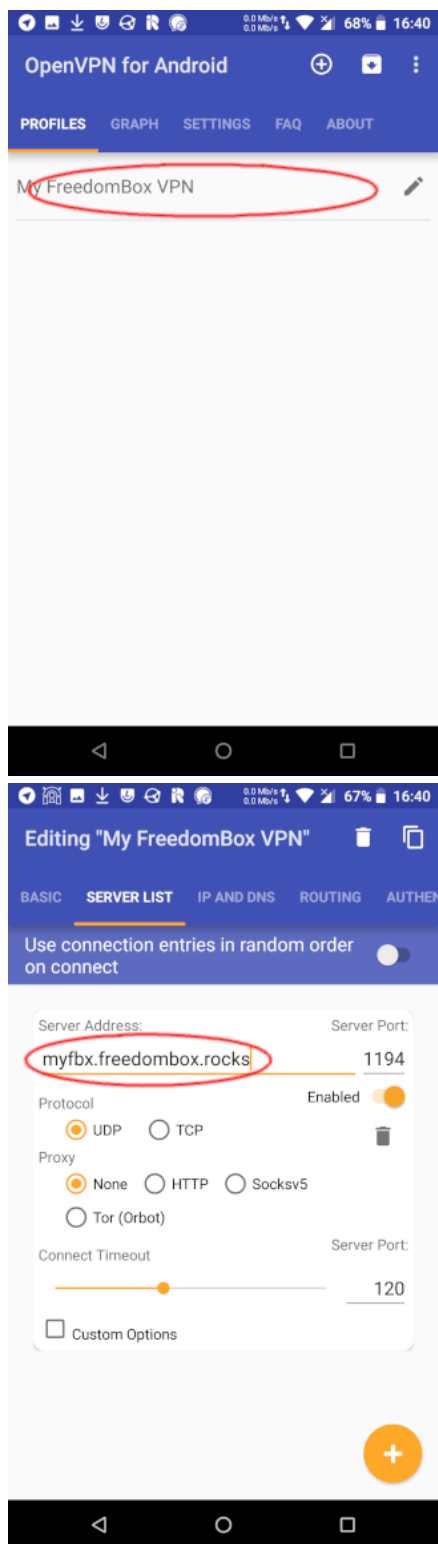 0.0 Mb/s
0.0 Mb/s
68%
16:40
OpenVPN for Android
PROFILES GRAPH SETTINGS FAQ ABOUT
My FreedomBox VPN
0.0 Mb/s
0.0 Mb/s
67%
16:40
Editing "My FreedomBox VPN"
BASIC SERVER LIST IP AND DNS ROUTING AUTHEN
Use connection entries in random order
on connect
Server Address: Server Port:
myfbx.freedombox.rocks 1194
Enabled
Protocol
UDP TCP
Proxy
None HTTP Socksv5
Tor (Orbot)
Server Port:
Connect Timeout
120
Custom Options